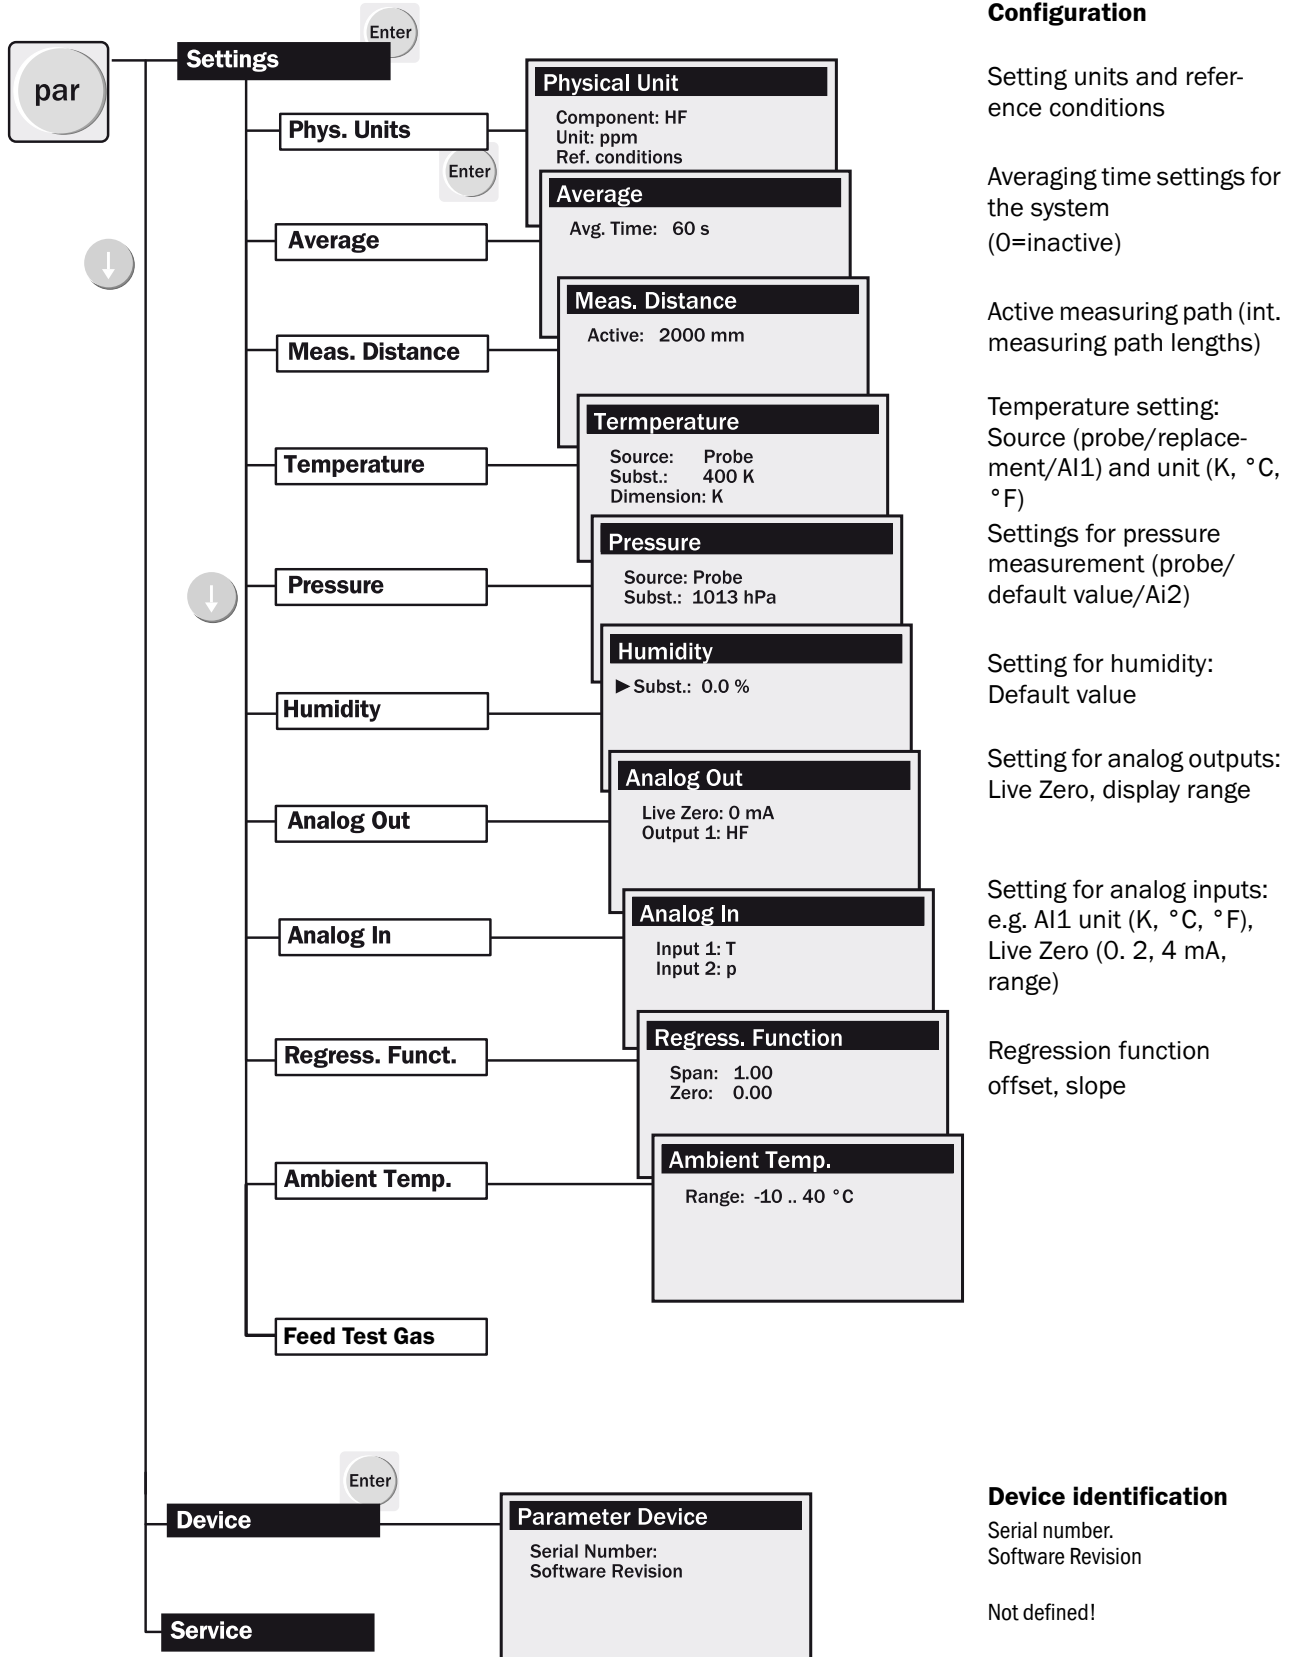 Configuration
Enter
par
Settings
Physical Unit
Component: HF
Unit: ppm
Ref. conditions
Setting units and refer-
ence conditions
Phys. Units
Enter
Average
Avg. Time: 60 s
Averaging time settings for
the system
(0=inactive)
Average
↓
Meas. Distance
Active: 2000 mm
Active measuring path (int.
measuring path lengths)
Meas. Distance
Termperature
Source: Probe
Subst.: 400 K
Dimension: K
Temperature setting:
Source (probe/replace-
ment/AI1) and unit (K, °C,
°F)
Temperature
Pressure
Source: Probe
Subst.: 1013 hPa
Settings for pressure
measurement (probe/
default value/Ai2)
Pressure
↓
Humidity
▶Subst.: 0.0 %
Setting for humidity:
Default value
Humidity
Analog Out
Live Zero: 0 mA
Output 1: HF
Setting for analog outputs:
Live Zero, display range
Analog Out
Analog In
Input 1: T
Input 2: p
Setting for analog inputs:
e.g. AI1 unit (K, °C, °F),
Live Zero (0. 2, 4 mA,
range)
Analog In
Regress. Function
Span: 1.00
Zero: 0.00
Regression function
offset, slope
Regress. Funct.
Ambient Temp.
Range: -10 .. 40 °C
Ambient Temp.
Feed Test Gas
Enter
Device
Parameter Device
Serial Number:
Software Revision
Device identification
Serial number.
Software Revision
Not defined!
Service